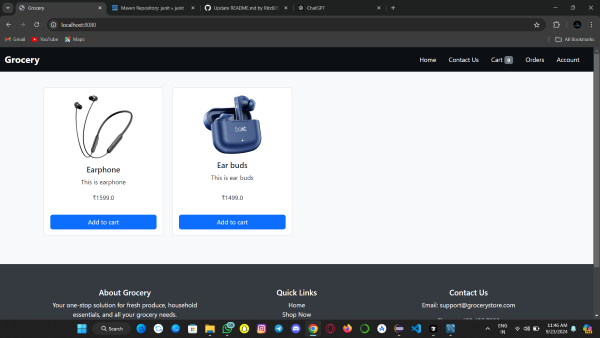 Grocery
Maven Repository: junit » junit
Update README.md by Ritz8/
ChatGPT
localhost:8080
Gmail
YouTube
Maps
All Bookmarks
Grocery
Home
Contact Us
Cart 0
Orders
Account
Earphone
This is earphone
₹1599.0
Add to cart
Ear buds
This is ear buds
₹1499.0
Add to cart
About Grocery
Your one-stop solution for fresh produce, household
essentials, and all your grocery needs.
Quick Links
Home
Shop Now
Contact Us
Email: support@grocerystore.com
Search
ENG
IN
11:46 AM
9/23/2024